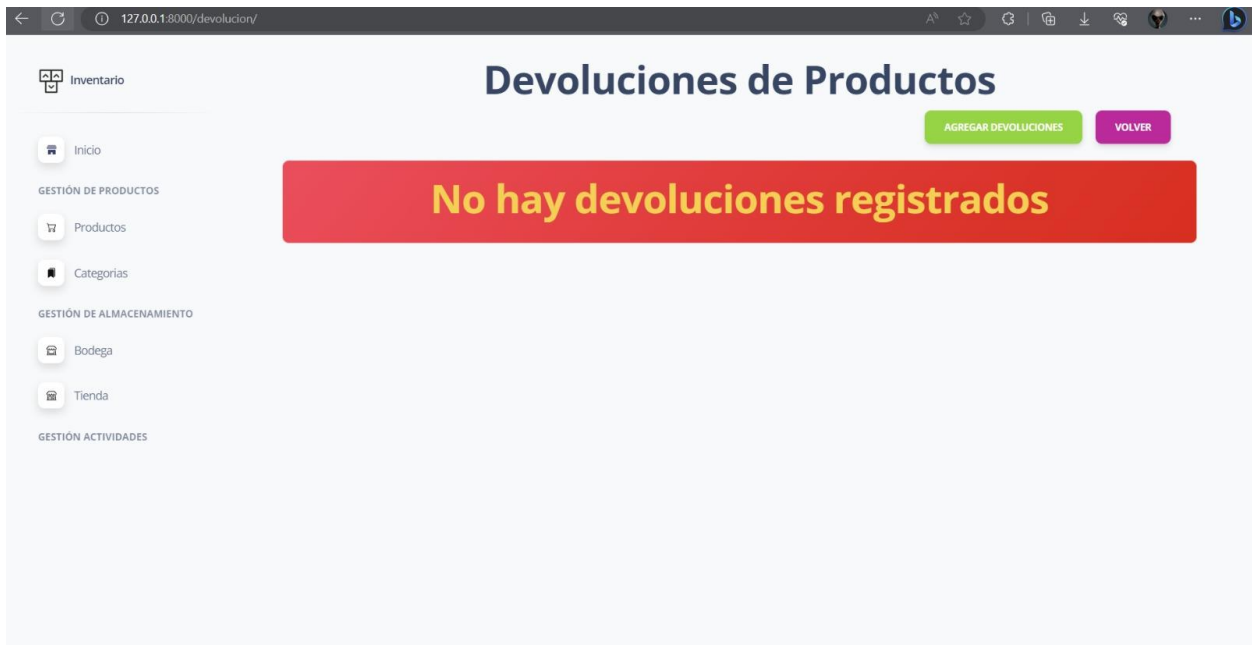 127.0.0.1:8000/devolucion/
Inventario
Devoluciones de Productos
AGREGAR DEVOLUCIONES
VOLVER
Inicio
GESTIÓN DE PRODUCTOS
No hay devoluciones registrados
Productos
Categorias
GESTIÓN DE ALMACENAMIENTO
Bodega
Tienda
GESTIÓN ACTIVIDADES